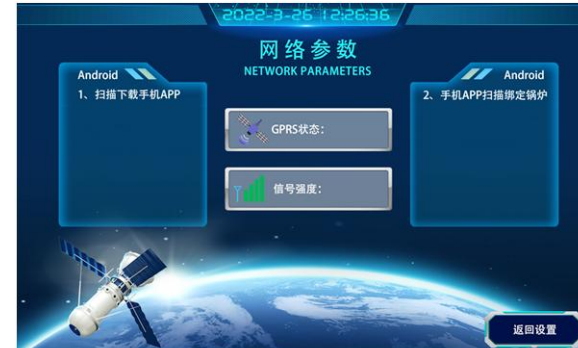 2022-3-26 12:26:36
网络参数
NETWORK PARAMETERS
Android
1、扫描下载手机APP
Android
2、手机APP扫描绑定锅炉
GPRS状态:
信号强度:
返回设置